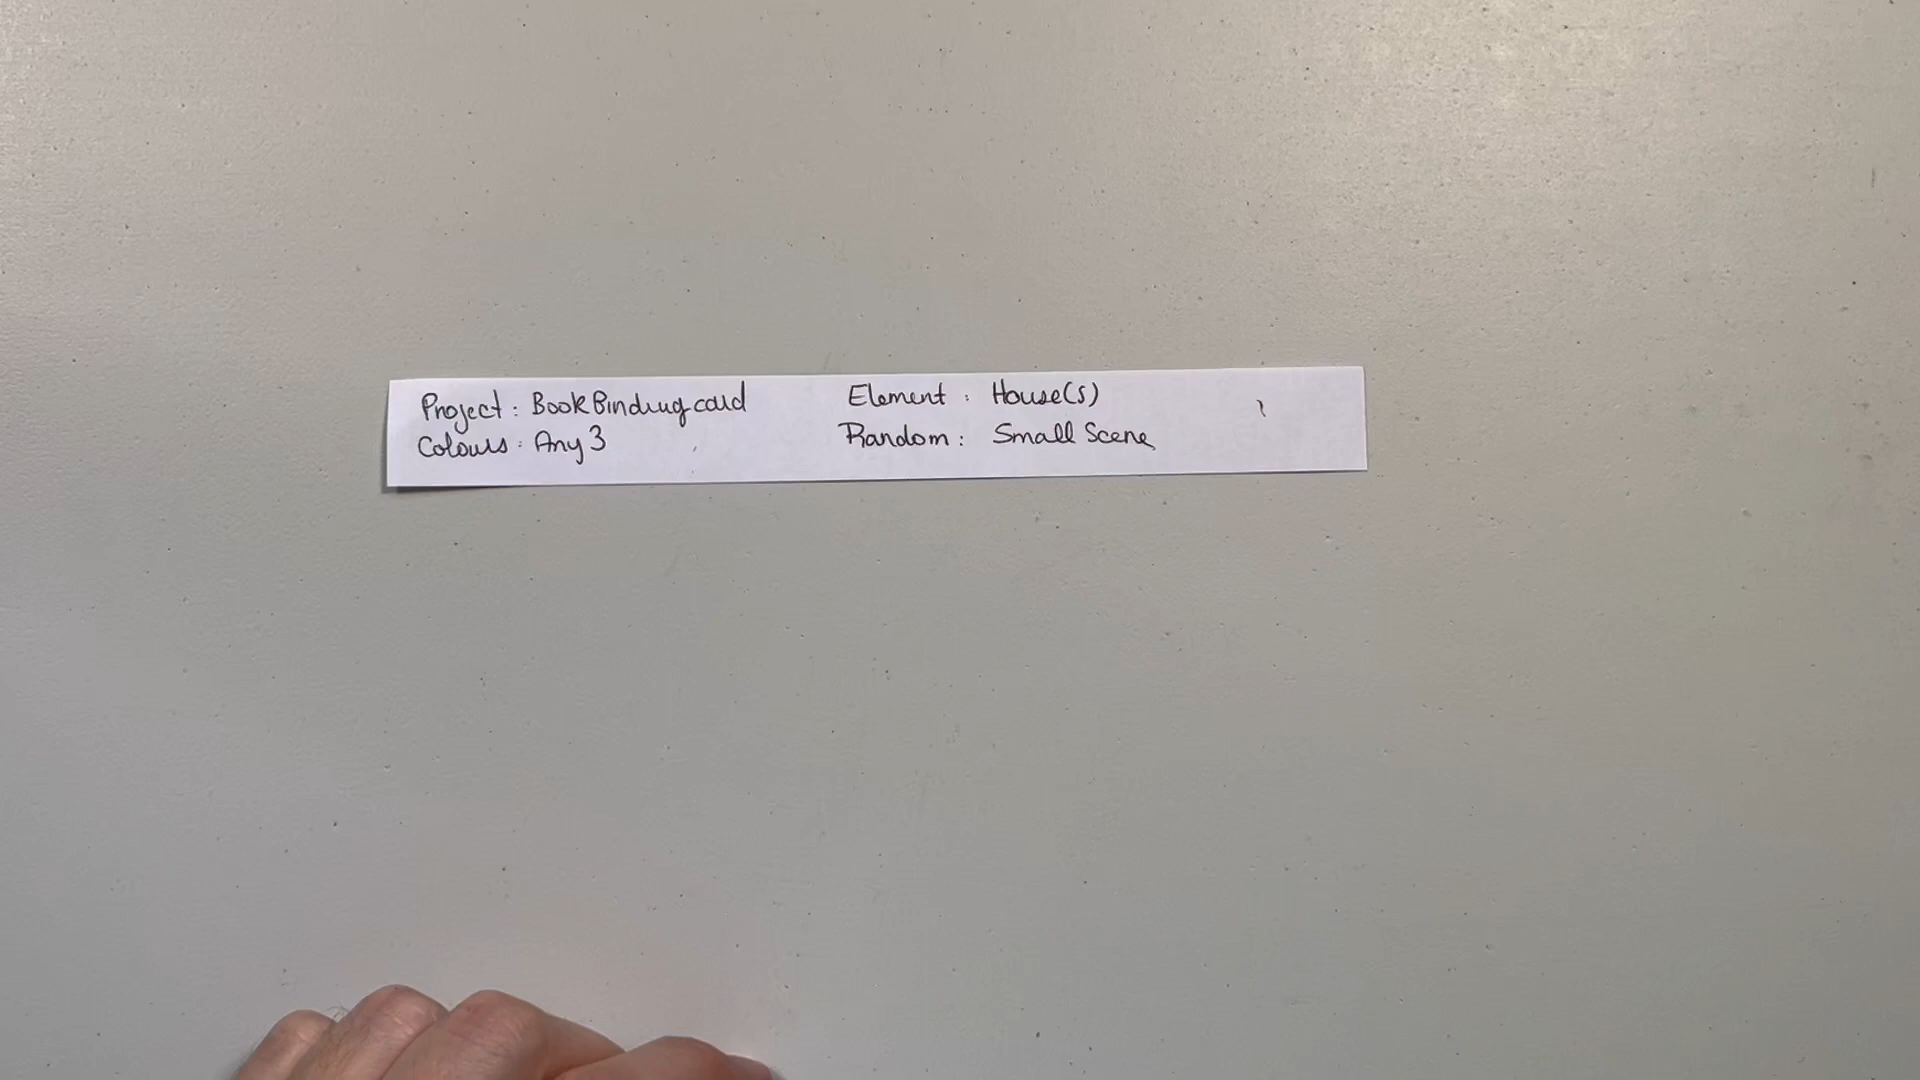 Project: Book Binding card
Colours: Any 3
Element: House(s)
Random: Small Scene